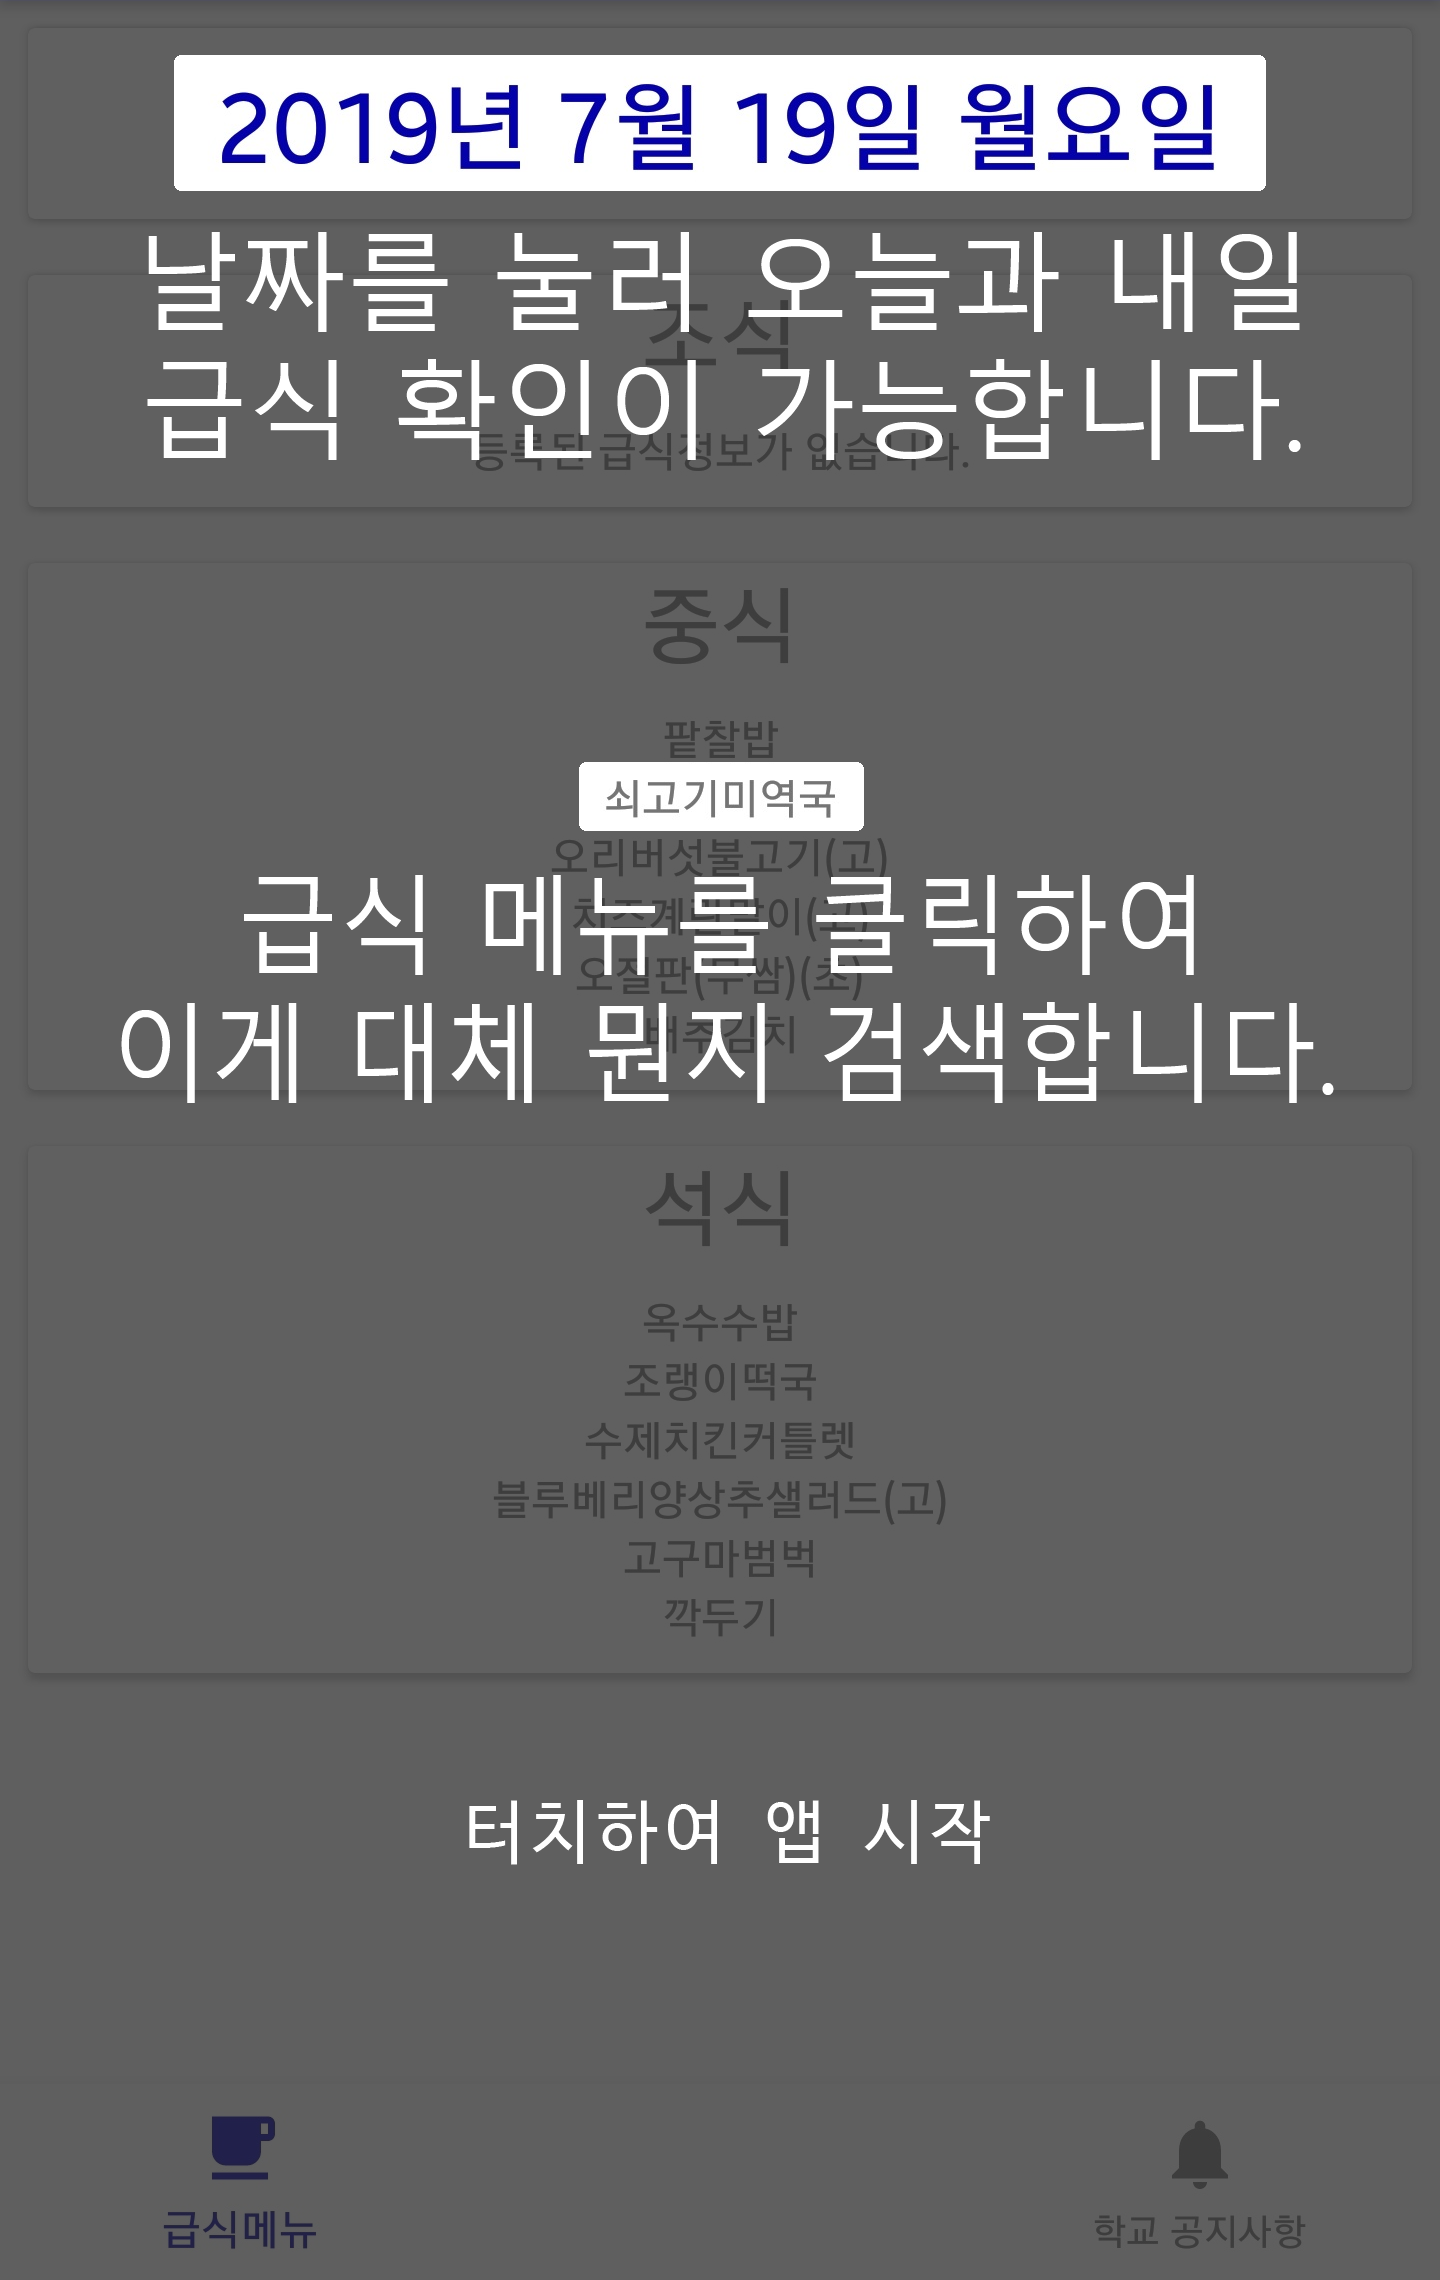 2019년 7월 19일 월요일
날짜를 눌러 오늘과 내일
조식
급식 확인이 가능합니다.
등록된 급식정보가 없습니다.
중식
팥찰밥
쇠고기미역국
오리버섯불고기(고)
급식 메뉴를 클릭하여
오절판(무쌈)(초)
이게 대체 뭔지 검색합니다.
배추김치
석식
옥수수밥
조랭이떡국
수제치킨커틀렛
블루베리양상추샐러드(고)
고구마범벅
깍두기
터치하여 앱 시작
급식메뉴
학교 공지사항